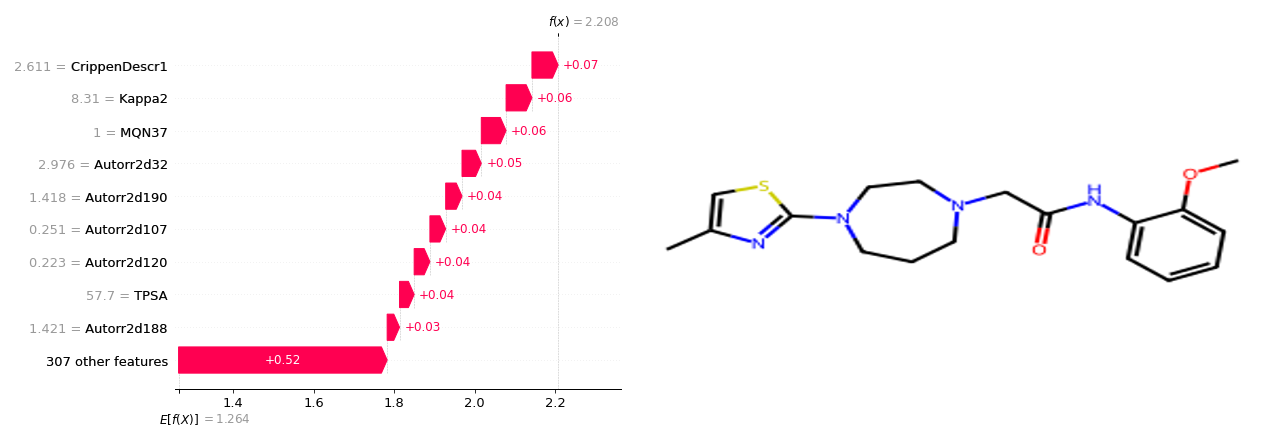 f(x) = 2.208
2.611 = CrippenDescr1 +0.07
8.31 = Kappa2 +0.06
1 = MQN37 +0.06
2.976 = Autorr2d32 +0.05
1.418 = Autorr2d190 +0.04
0.251 = Autorr2d107 +0.04
0.223 = Autorr2d120 +0.04
57.7 = TPSA +0.04
1.421 = Autorr2d188 +0.03
307 other features +0.52
1.4 1.6 1.8 2.0 2.2
E[f(X)] = 1.264
O
H
S
N
N
N
N
O